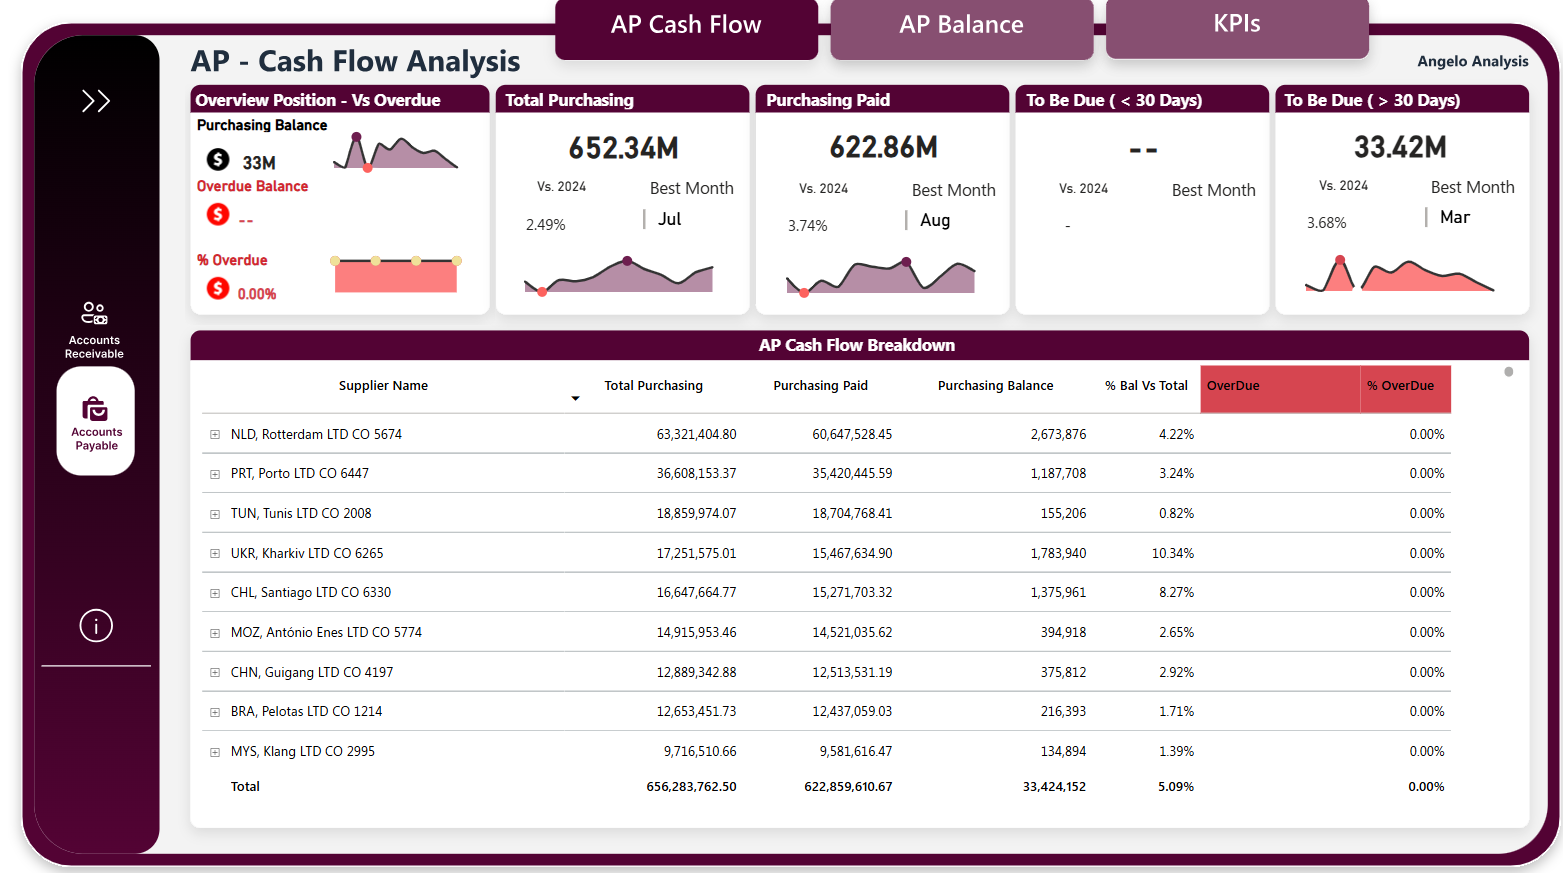 AP Cash Flow
AP Balance
KPIs
AP - Cash Flow Analysis
Angelo Analysis
Accounts
Receivable
Accounts
Payable
Overview Position - Vs Overdue
Purchasing Balance
$ 33M
Overdue Balance
$ --
% Overdue
$ 0.00%
Total Purchasing
652.34M
Vs. 2024 Best Month
2.49% Jul
Purchasing Paid
622.86M
Vs. 2024 Best Month
3.74% Aug
To Be Due ( < 30 Days)
--
Vs. 2024 Best Month
-
To Be Due ( > 30 Days)
33.42M
Vs. 2024 Best Month
3.68% Mar
AP Cash Flow Breakdown
Supplier Name Total Purchasing Purchasing Paid Purchasing Balance % Bal Vs Total OverDue % OverDue
NLD, Rotterdam LTD CO 5674 63,321,404.80 60,647,528.45 2,673,876 4.22% 0.00%
PRT, Porto LTD CO 6447 36,608,153.37 35,420,445.59 1,187,708 3.24% 0.00%
TUN, Tunis LTD CO 2008 18,859,974.07 18,704,768.41 155,206 0.82% 0.00%
UKR, Kharkiv LTD CO 6265 17,251,575.01 15,467,634.90 1,783,940 10.34% 0.00%
CHL, Santiago LTD CO 6330 16,647,664.77 15,271,703.32 1,375,961 8.27% 0.00%
MOZ, António Enes LTD CO 5774 14,915,953.46 14,521,035.62 394,918 2.65% 0.00%
CHN, Guigang LTD CO 4197 12,889,342.88 12,513,531.19 375,812 2.92% 0.00%
BRA, Pelotas LTD CO 1214 12,653,451.73 12,437,059.03 216,393 1.71% 0.00%
MYS, Klang LTD CO 2995 9,716,510.66 9,581,616.47 134,894 1.39% 0.00%
Total 656,283,762.50 622,859,610.67 33,424,152 5.09% 0.00%